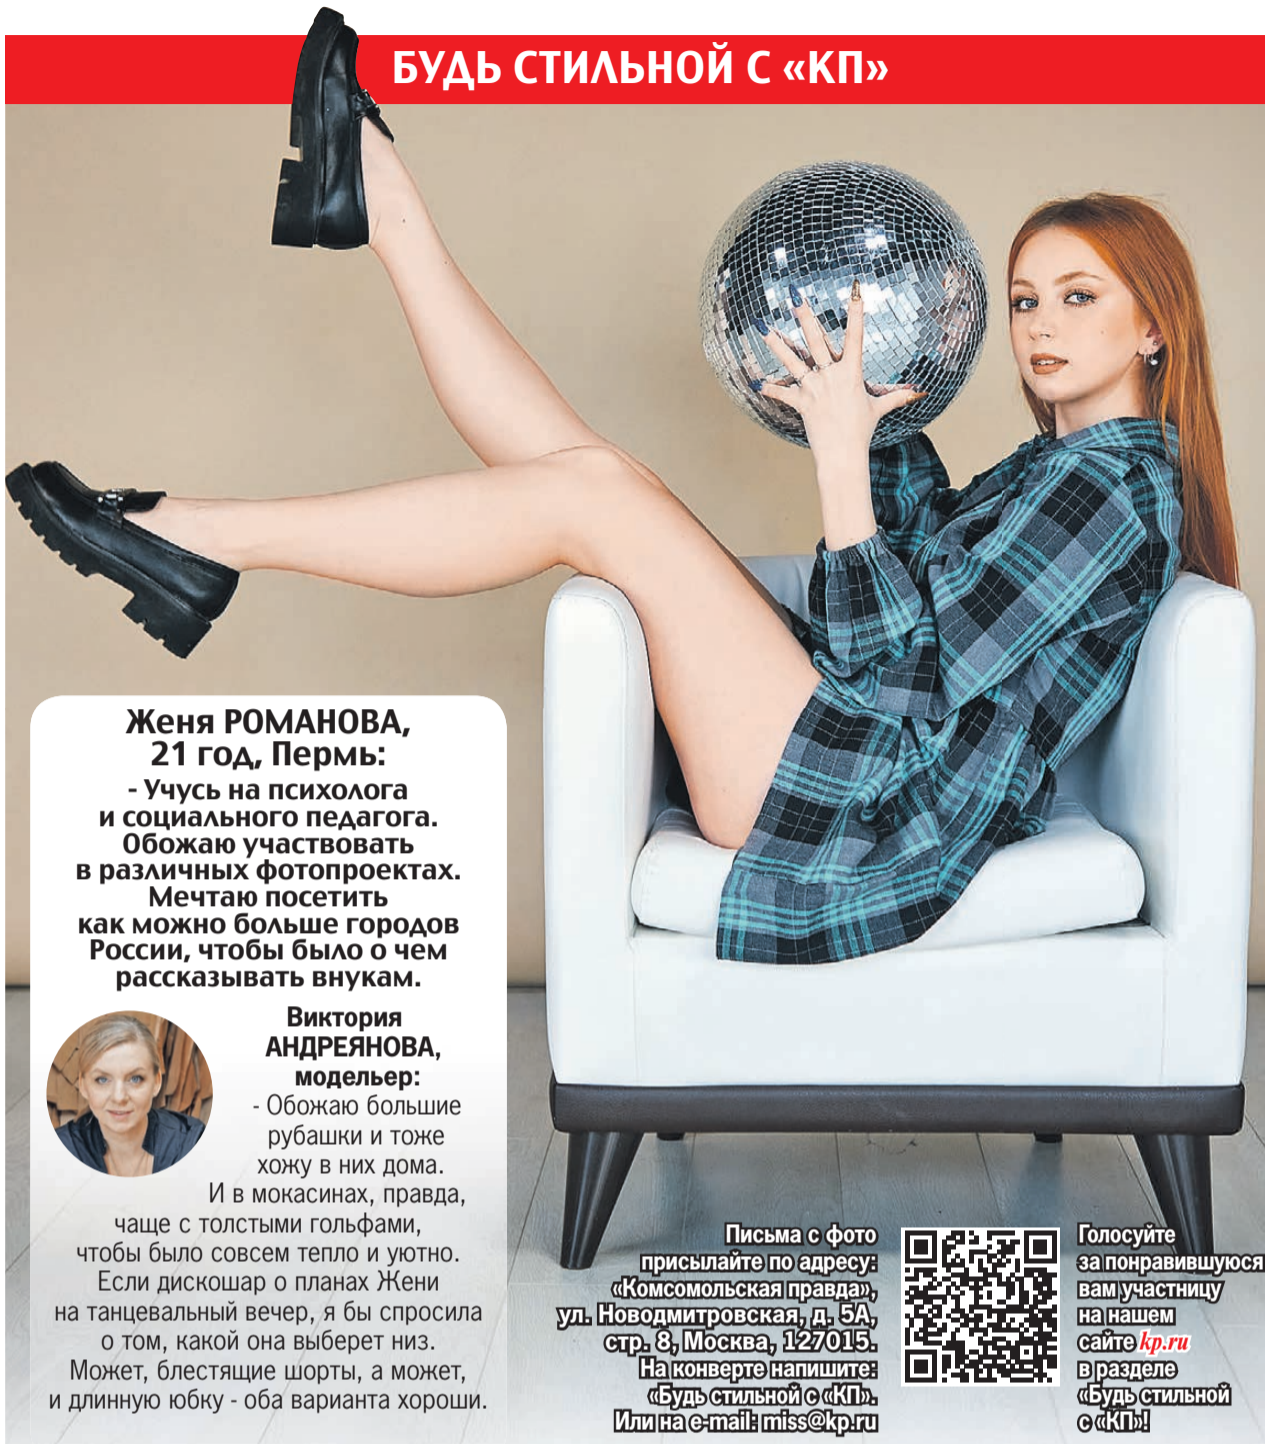 БУДЬ СТИЛЬНОЙ С «КП»
Женя РОМАНОВА,
21 год, Пермь:
- Учусь на психолога
и социального педагога.
Обожаю участвовать
в различных фотопроектах.
Мечтаю посетить
как можно больше городов
России, чтобы было о чем
рассказывать внукам.
Виктория
АНДРЕЯНОВА,
модельер:
- Обожаю большие
рубашки и тоже
хожу в них дома.
И в мокасинах, правда,
чаще с толстыми гольфами,
чтобы было совсем тепло и уютно.
Если дискошар о планах Жени
на танцевальный вечер, я бы спросила
о том, какой она выберет низ.
Может, блестящие шорты, а может,
и длинную юбку - оба варианта хороши.
Письма с фото
присылайте по адресу:
«Комсомольская правда»,
ул. Новодмитровская, д. 5А,
стр. 8, Москва, 127015.
На конверте напишите:
«Будь стильной с «КП».
Или на e-mail: miss@kp.ru
Голосуйте
за понравившуюся
вам участницу
на нашем
сайте kp.ru
в разделе
«Будь стильной
с «КП»!